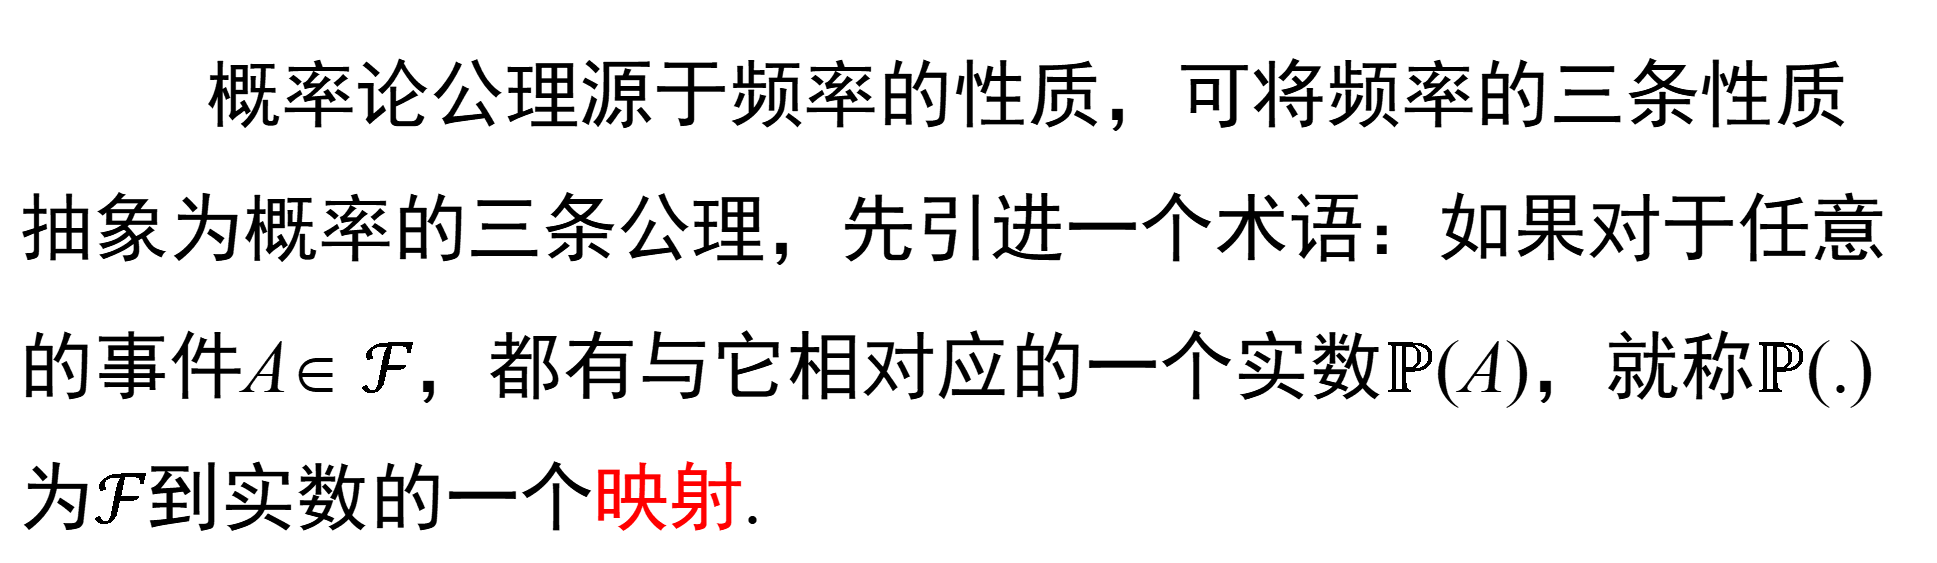 概率论公理源于频率的性质，可将频率的三条性质
抽象为概率的三条公理，先引进一个术语：如果对于任意
的事件A∈ ℱ，都有与它相对应的一个实数ℙ(A)，就称ℙ(.)
为ℱ到实数的一个映射.